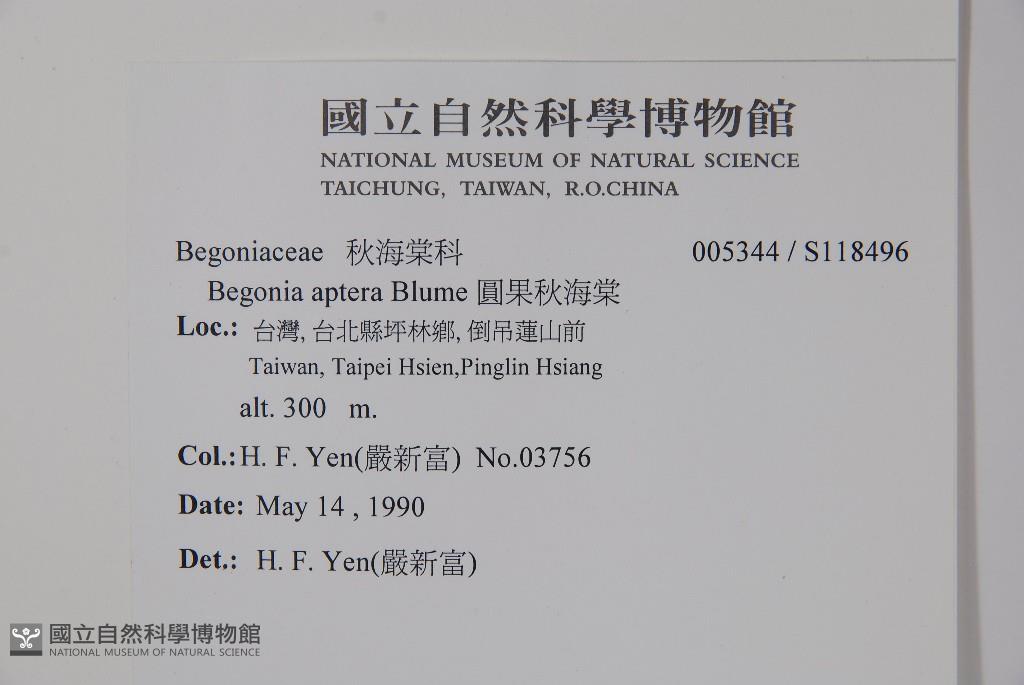 國立自然科學博物館
NATIONAL MUSEUM OF NATURAL SCIENCE
TAICHUNG, TAIWAN, R.O.CHINA
Begoniaceae 秋海棠科 005344 / S118496
Begonia aptera Blume 圓果秋海棠
Loc.: 台灣, 台北縣坪林鄉, 倒吊蓮山前
Taiwan, Taipei Hsien,Pinglin Hsiang
alt. 300 m.
Col.: H. F. Yen(嚴新富) No.03756
Date: May 14 , 1990
Det.: H. F. Yen(嚴新富)
國立自然科學博物館
NATIONAL MUSEUM OF NATURAL SCIENCE